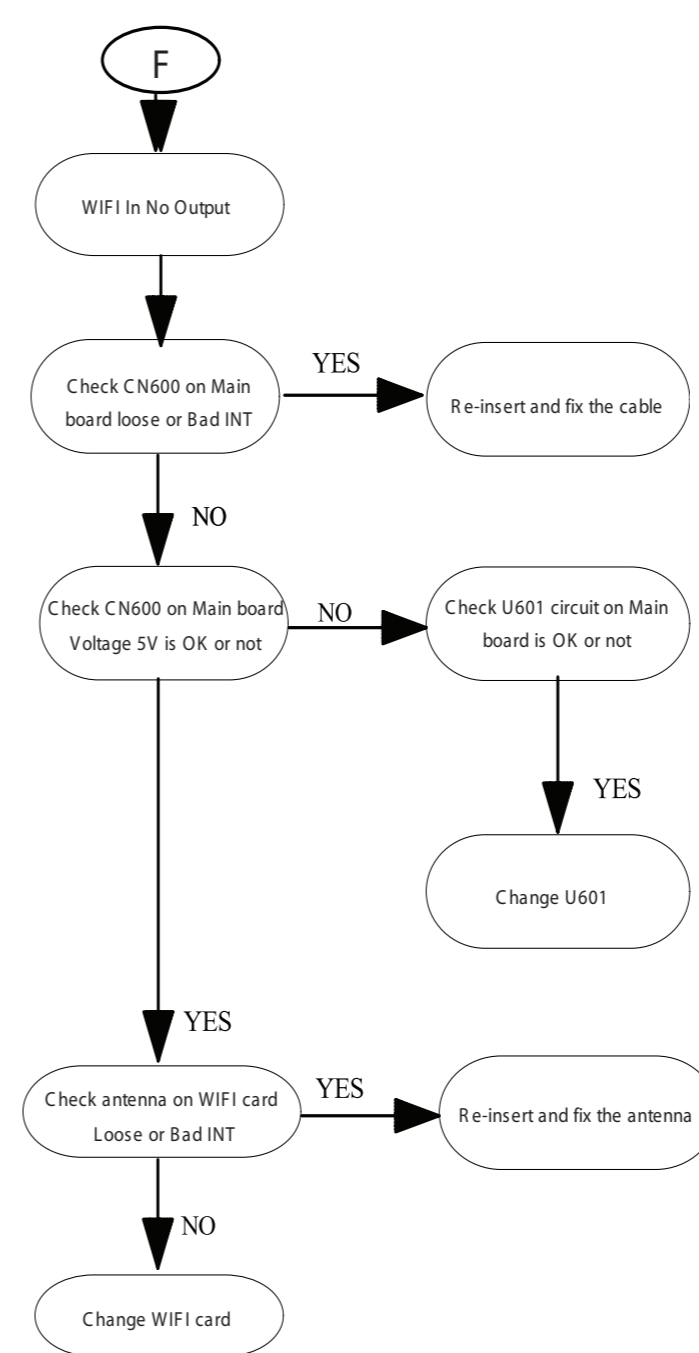 F
WIFI In No Output
Check CN600 on Main
board loose or Bad INT
YES
Re-insert and fix the cable
NO
Check CN600 on Main board
Voltage 5V is OK or not
NO
Check U601 circuit on Main
board is OK or not
YES
Change U601
YES
Check antenna on WIFI card
Loose or Bad INT
YES
Re-insert and fix the antenna
NO
Change WIFI card